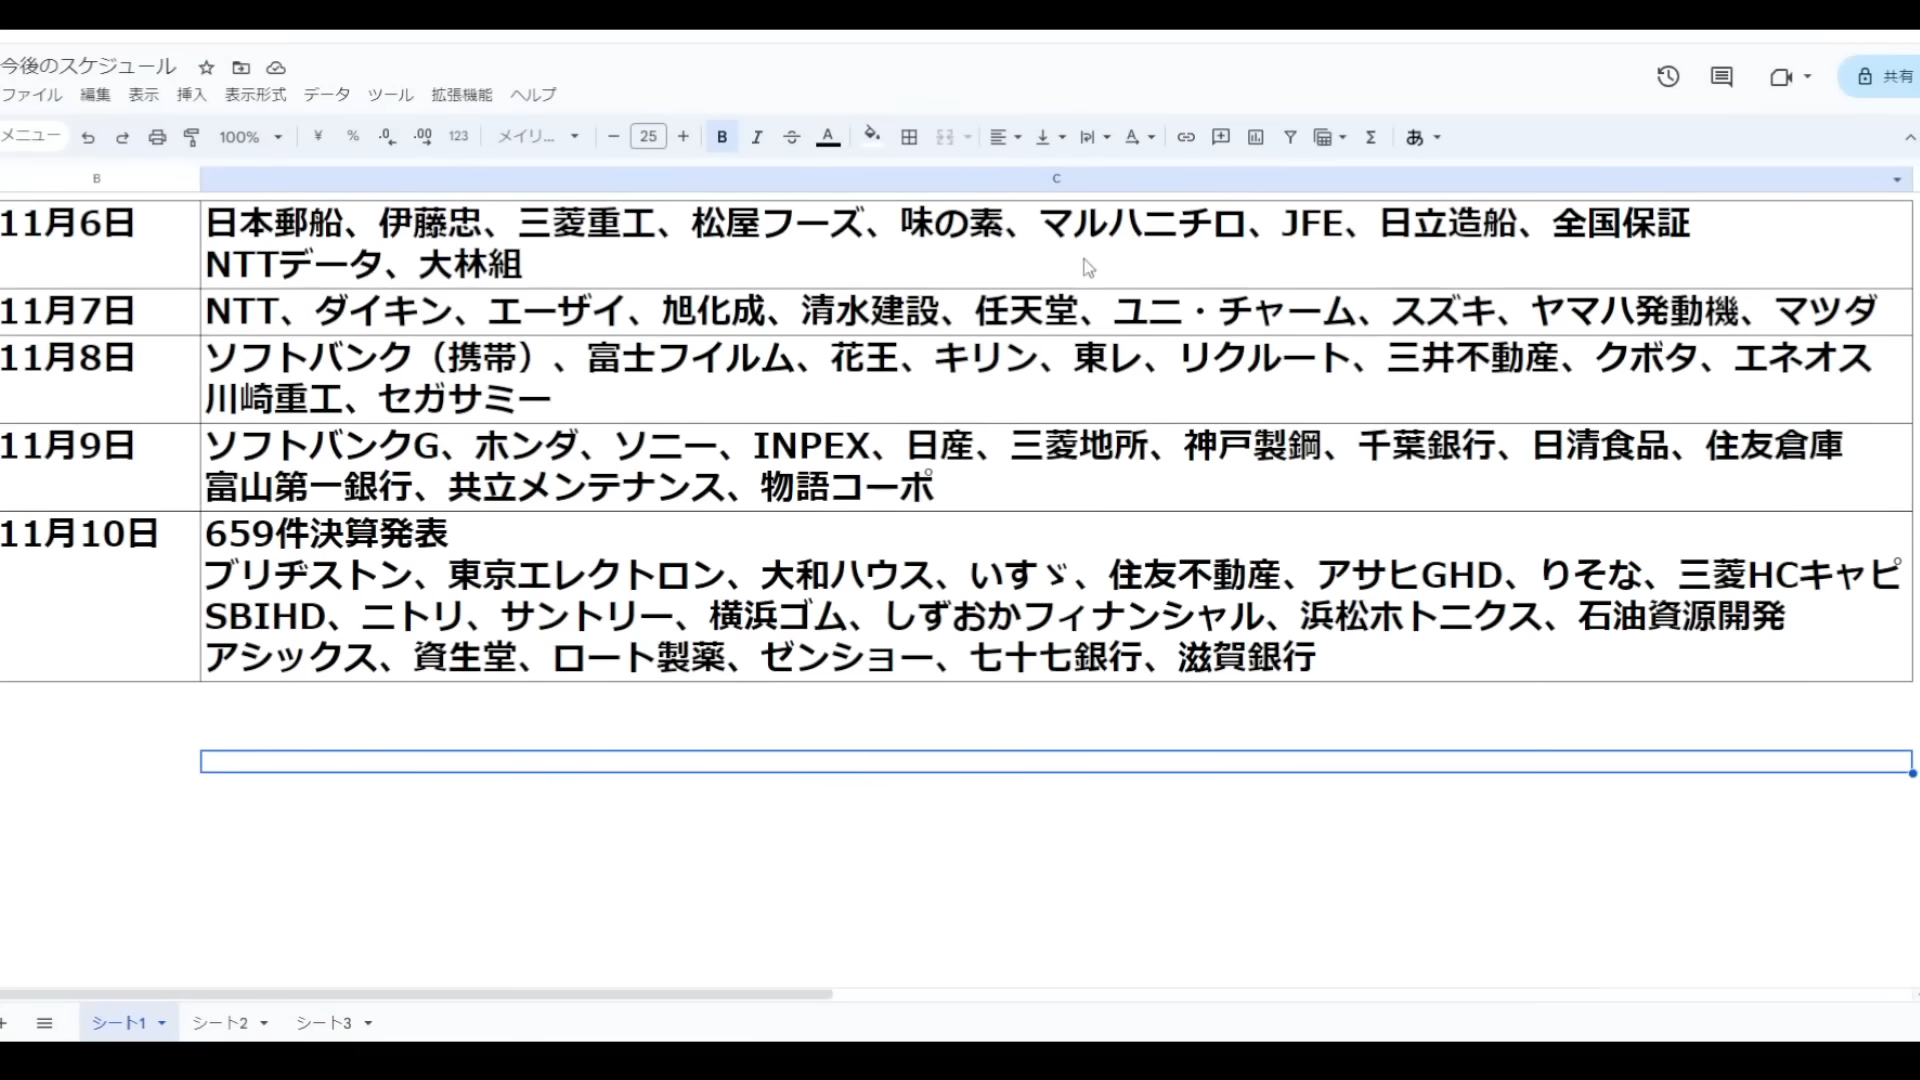 今後のスケジュール
ファイル 編集 表示 挿入 表示形式 データ ツール 拡張機能 ヘルプ
共有
メニュー 100% ¥ % .0 .00 123 メイリ... − 25 + B I A Σ あ
B C
11月6日 日本郵船、伊藤忠、三菱重工、松屋フーズ、味の素、マルハニチロ、JFE、日立造船、全国保証
NTTデータ、大林組
11月7日 NTT、ダイキン、エーザイ、旭化成、清水建設、任天堂、ユニ・チャーム、スズキ、ヤマハ発動機、マツダ
11月8日 ソフトバンク（携帯）、富士フイルム、花王、キリン、東レ、リクルート、三井不動産、クボタ、エネオス
川崎重工、セガサミー
11月9日 ソフトバンクG、ホンダ、ソニー、INPEX、日産、三菱地所、神戸製鋼、千葉銀行、日清食品、住友倉庫
富山第一銀行、共立メンテナンス、物語コーポ
11月10日 659件決算発表
ブリヂストン、東京エレクトロン、大和ハウス、いすゞ、住友不動産、アサヒGHD、りそな、三菱HCキャピ
SBIHD、ニトリ、サントリー、横浜ゴム、しずおかフィナンシャル、浜松ホトニクス、石油資源開発
アシックス、資生堂、ロート製薬、ゼンショー、七十七銀行、滋賀銀行
シート1 シート2 シート3